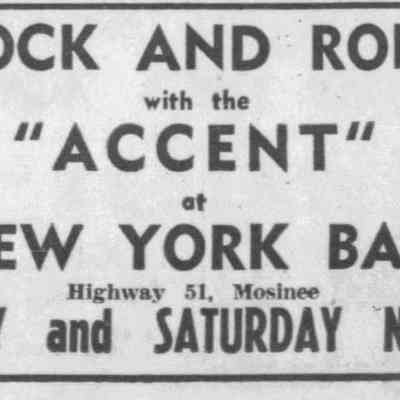 OCK AND RO
with the
"ACCENT"
at
EW YORK BA
Highway 51, Mosinee
and SATURDAY N